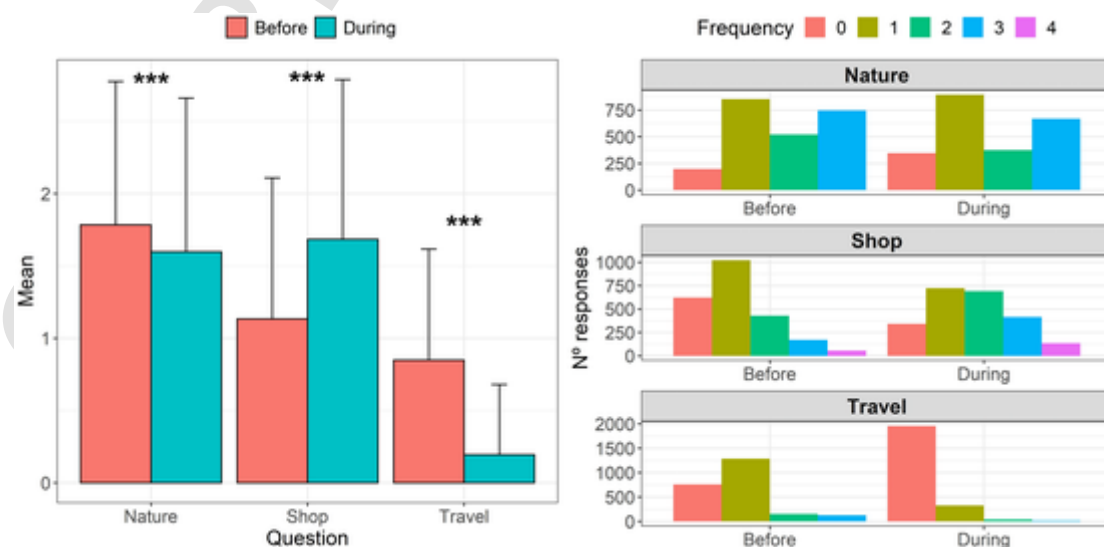 Before During
***
***
***
2
1
0
Mean
Nature Shop Travel
Question
Frequency 0 1 2 3 4
Nature
750
500
250
0
Before During
Shop
1000
750
500
250
0
Before During
Travel
2000
1500
1000
500
0
Before During
Nº responses